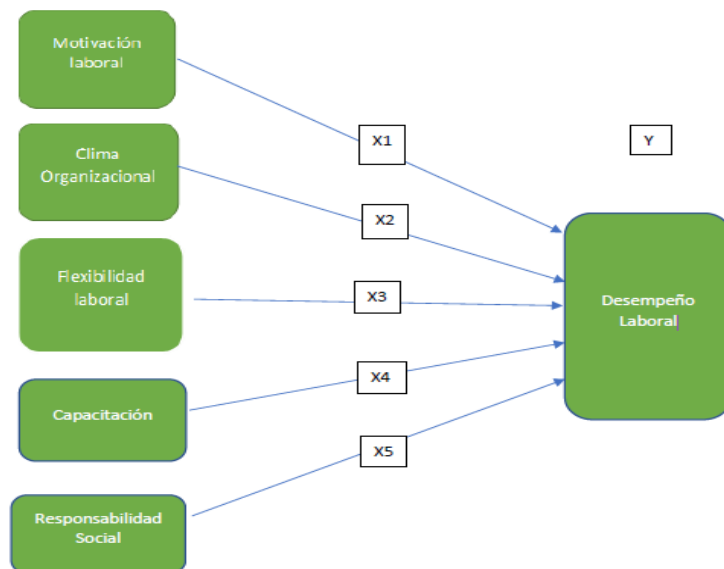 Motivación
laboral
X1
Y
Clima
Organizacional
X2
Flexibilidad
laboral
X3
Desempeño
Laboral
Capacitación
X4
X5
Responsabilidad
Social